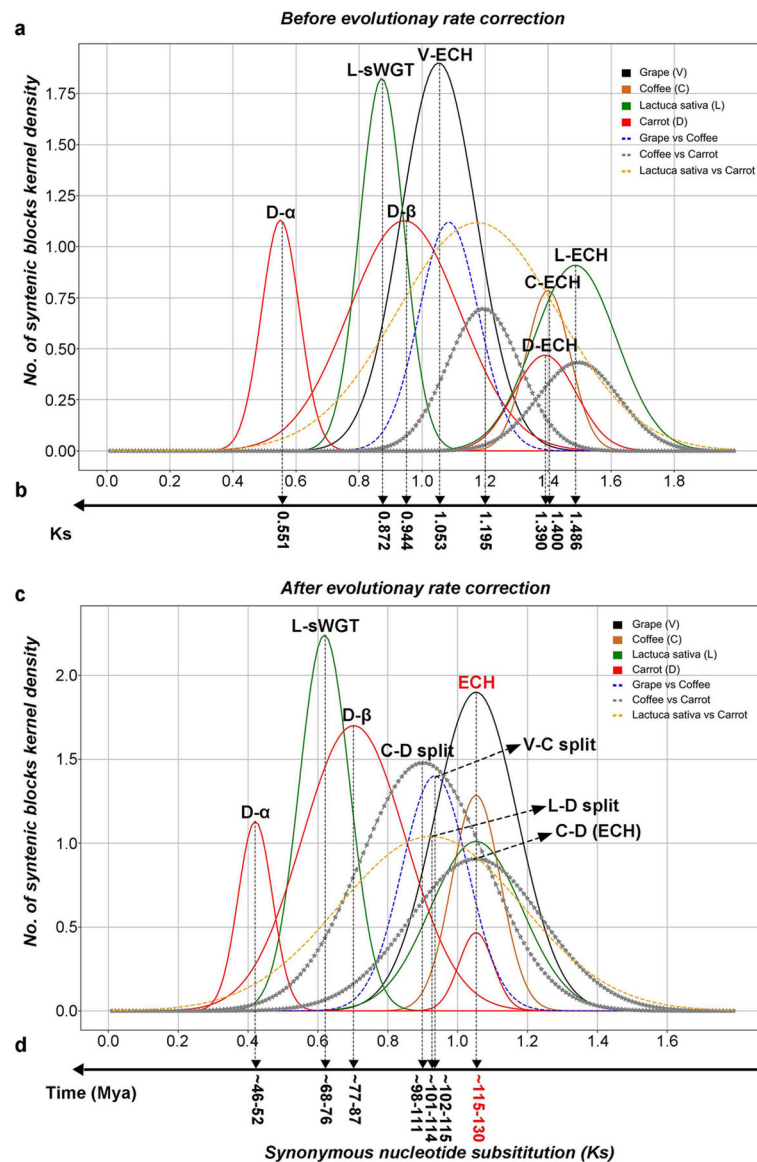 a
Before evolutionay rate correction
No. of syntenic blocks kernel density
1.75
1.50
1.25
1.00
0.75
0.50
0.25
0.00
L-sWGT
V-ECH
D-α
D-β
L-ECH
C-ECH
D-ECH
Grape (V)
Coffee (C)
Lactuca sativa (L)
Carrot (D)
Grape vs Coffee
Coffee vs Carrot
Lactuca sativa vs Carrot
0.0 0.2 0.4 0.6 0.8 1.0 1.2 1.4 1.6 1.8
b
Ks
0.551
0.872
0.944
1.053
1.195
1.390
1.400
1.486
c
After evolutionay rate correction
No. of syntenic blocks kernel density
2.0
1.5
1.0
0.5
0.0
L-sWGT
D-β
D-α
ECH
C-D split
V-C split
L-D split
C-D (ECH)
Grape (V)
Coffee (C)
Lactuca sativa (L)
Carrot (D)
Grape vs Coffee
Coffee vs Carrot
Lactuca sativa vs Carrot
0.0 0.2 0.4 0.6 0.8 1.0 1.2 1.4 1.6
d
Time (Mya)
~46-52
~68-76
~77-87
~98-111
~101-114
~102-115
~115-130
Synonymous nucleotide subsititution (Ks)